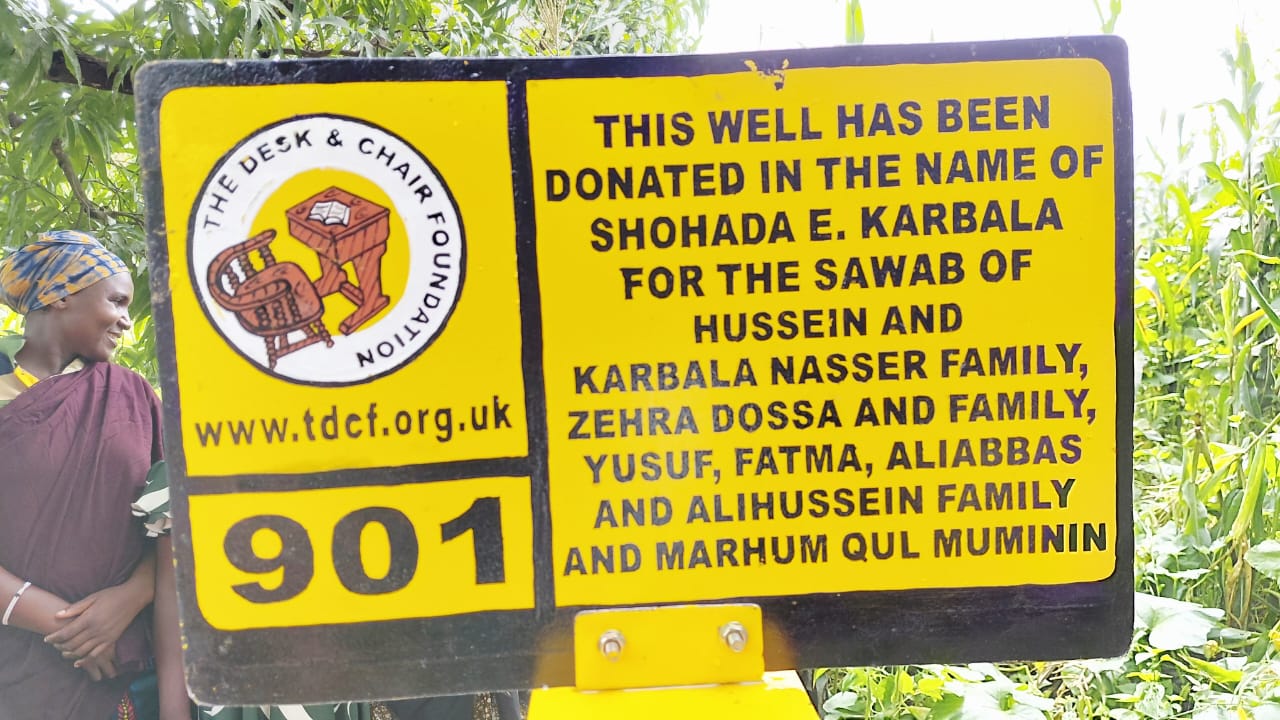 THE DESK & CHAIR FOUNDATION
www.tdcf.org.uk
901
THIS WELL HAS BEEN
DONATED IN THE NAME OF
SHOHADA E. KARBALA
FOR THE SAWAB OF
HUSSEIN AND
KARBALA NASSER FAMILY,
ZEHRA DOSSA AND FAMILY,
YUSUF, FATMA, ALIABBAS
AND ALIHUSSEIN FAMILY
AND MARHUM QUL MUMININ